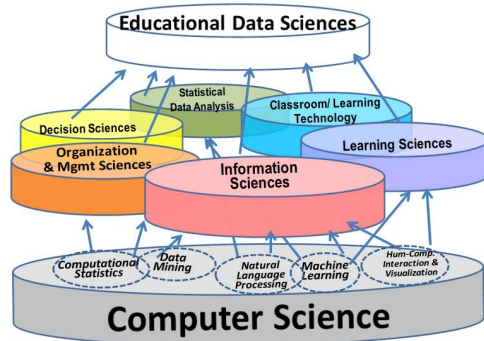 Educational Data Sciences
Statistical
Data Analysis
Classroom/ Learning
Technology
Decision Sciences
Learning Sciences
Organization
& Mgmt Sciences
Information
Sciences
Computational
Statistics
Data
Mining
Natural
Language
Processing
Machine
Learning
Hum-Comp.
Interaction &
Visualization
Computer Science